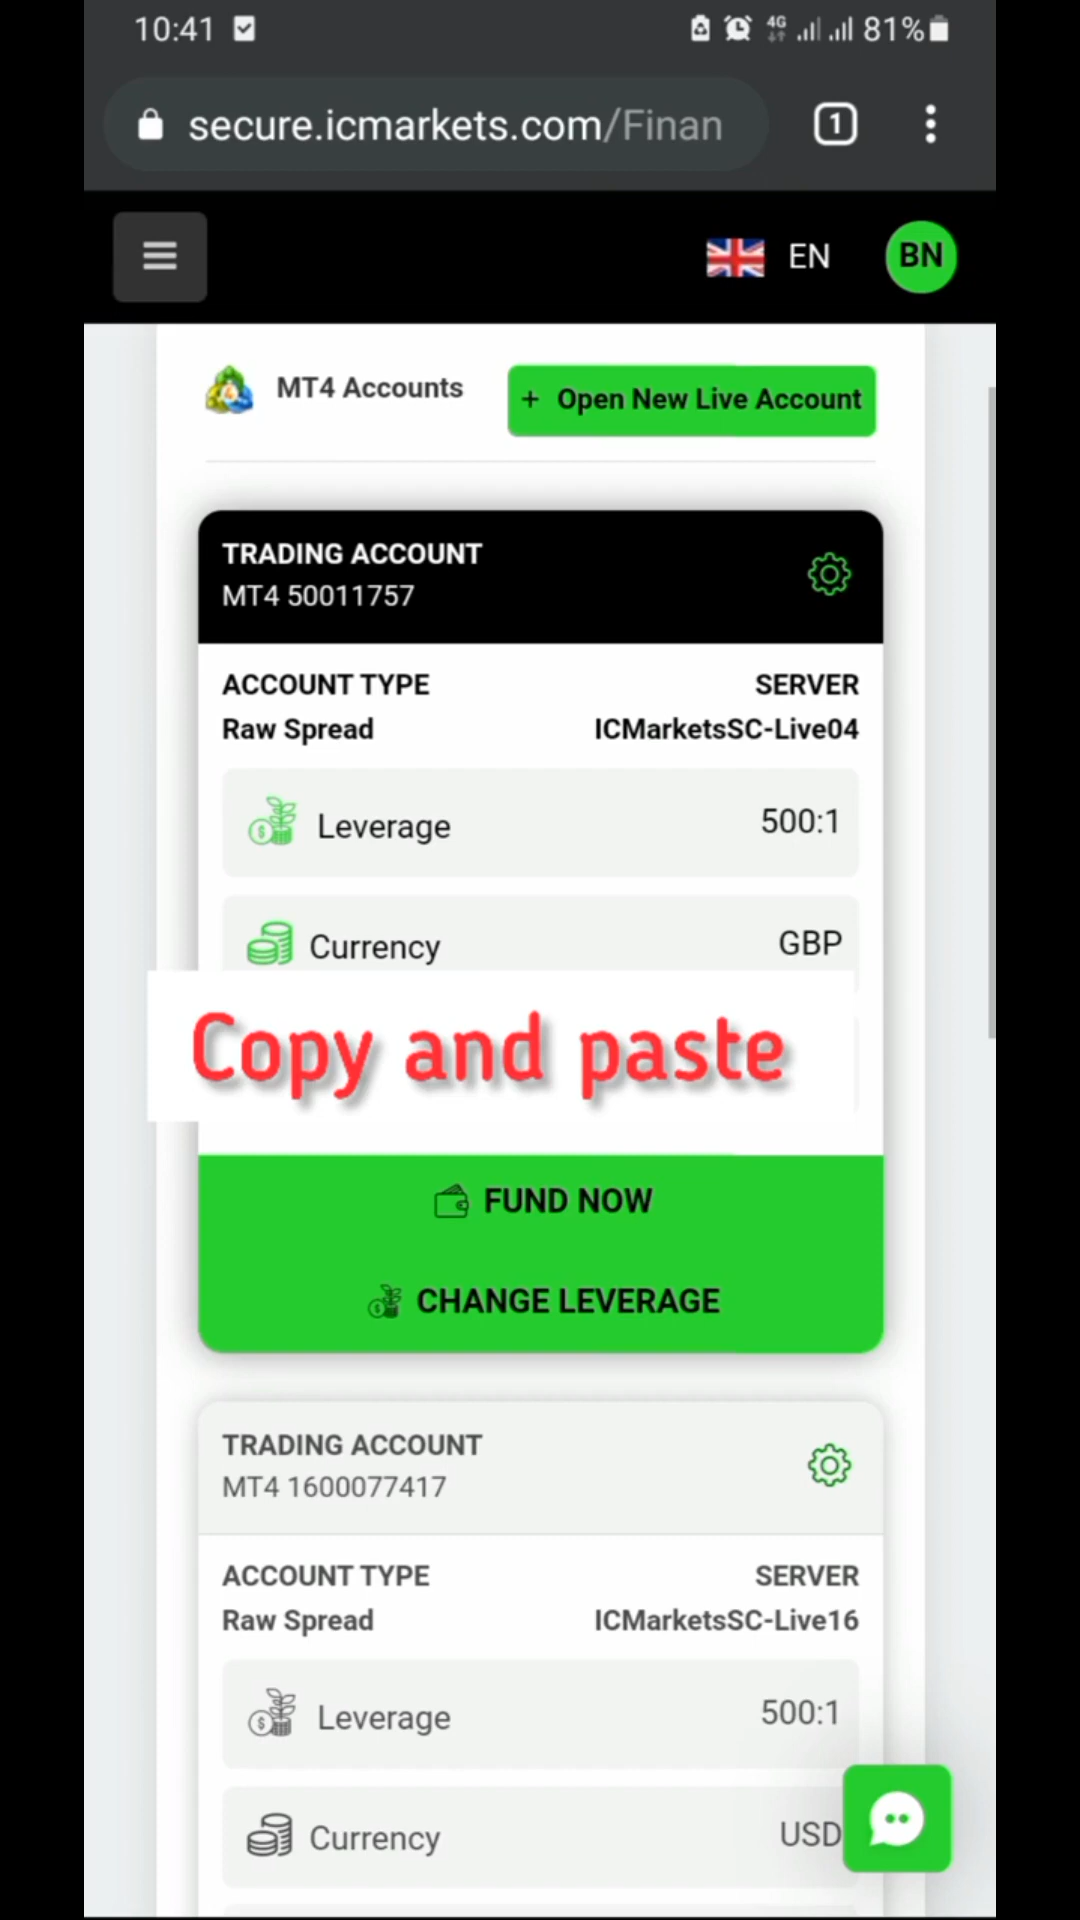 10:41
4G
81%
secure.icmarkets.com/Finan
1
EN
BN
MT4 Accounts
+ Open New Live Account
TRADING ACCOUNT
MT4 50011757
ACCOUNT TYPE
SERVER
Raw Spread
ICMarketsSC-Live04
Leverage
500:1
Currency
GBP
Copy and paste
FUND NOW
CHANGE LEVERAGE
TRADING ACCOUNT
MT4 1600077417
ACCOUNT TYPE
SERVER
Raw Spread
ICMarketsSC-Live16
Leverage
500:1
Currency
USD